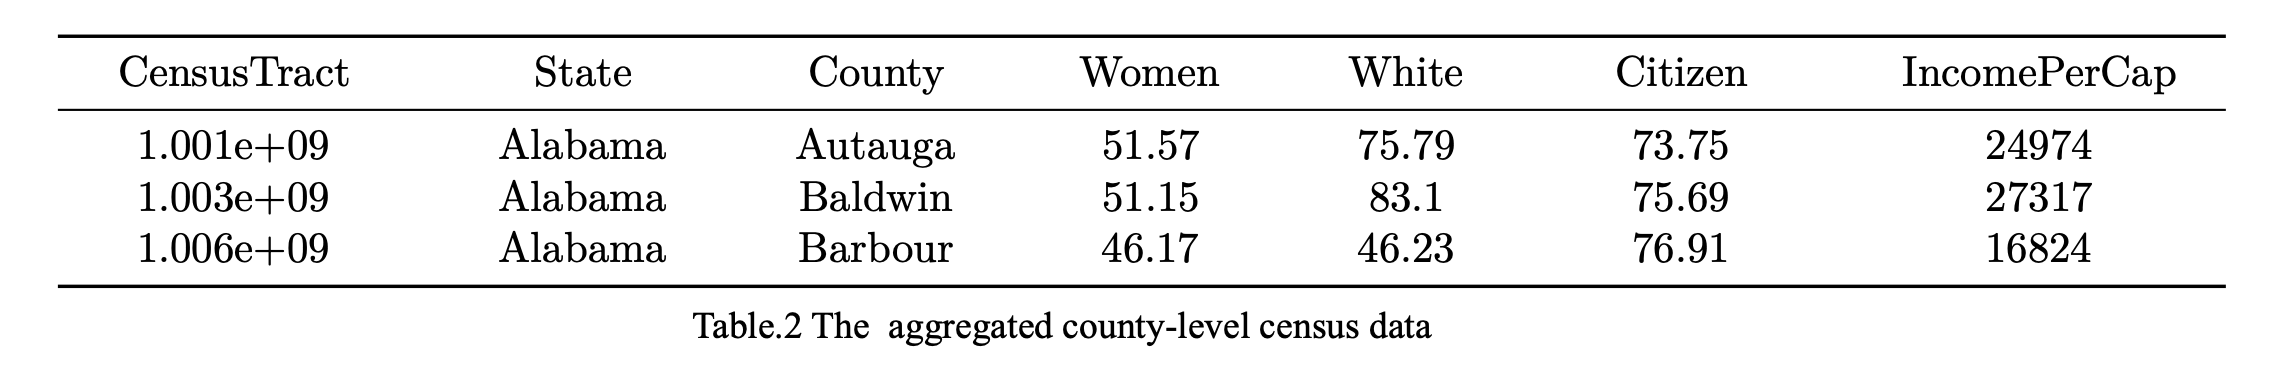 CensusTract State County Women White Citizen IncomePerCap
1.001e+09 Alabama Autauga 51.57 75.79 73.75 24974
1.003e+09 Alabama Baldwin 51.15 83.1 75.69 27317
1.006e+09 Alabama Barbour 46.17 46.23 76.91 16824
Table.2 The aggregated county-level census data